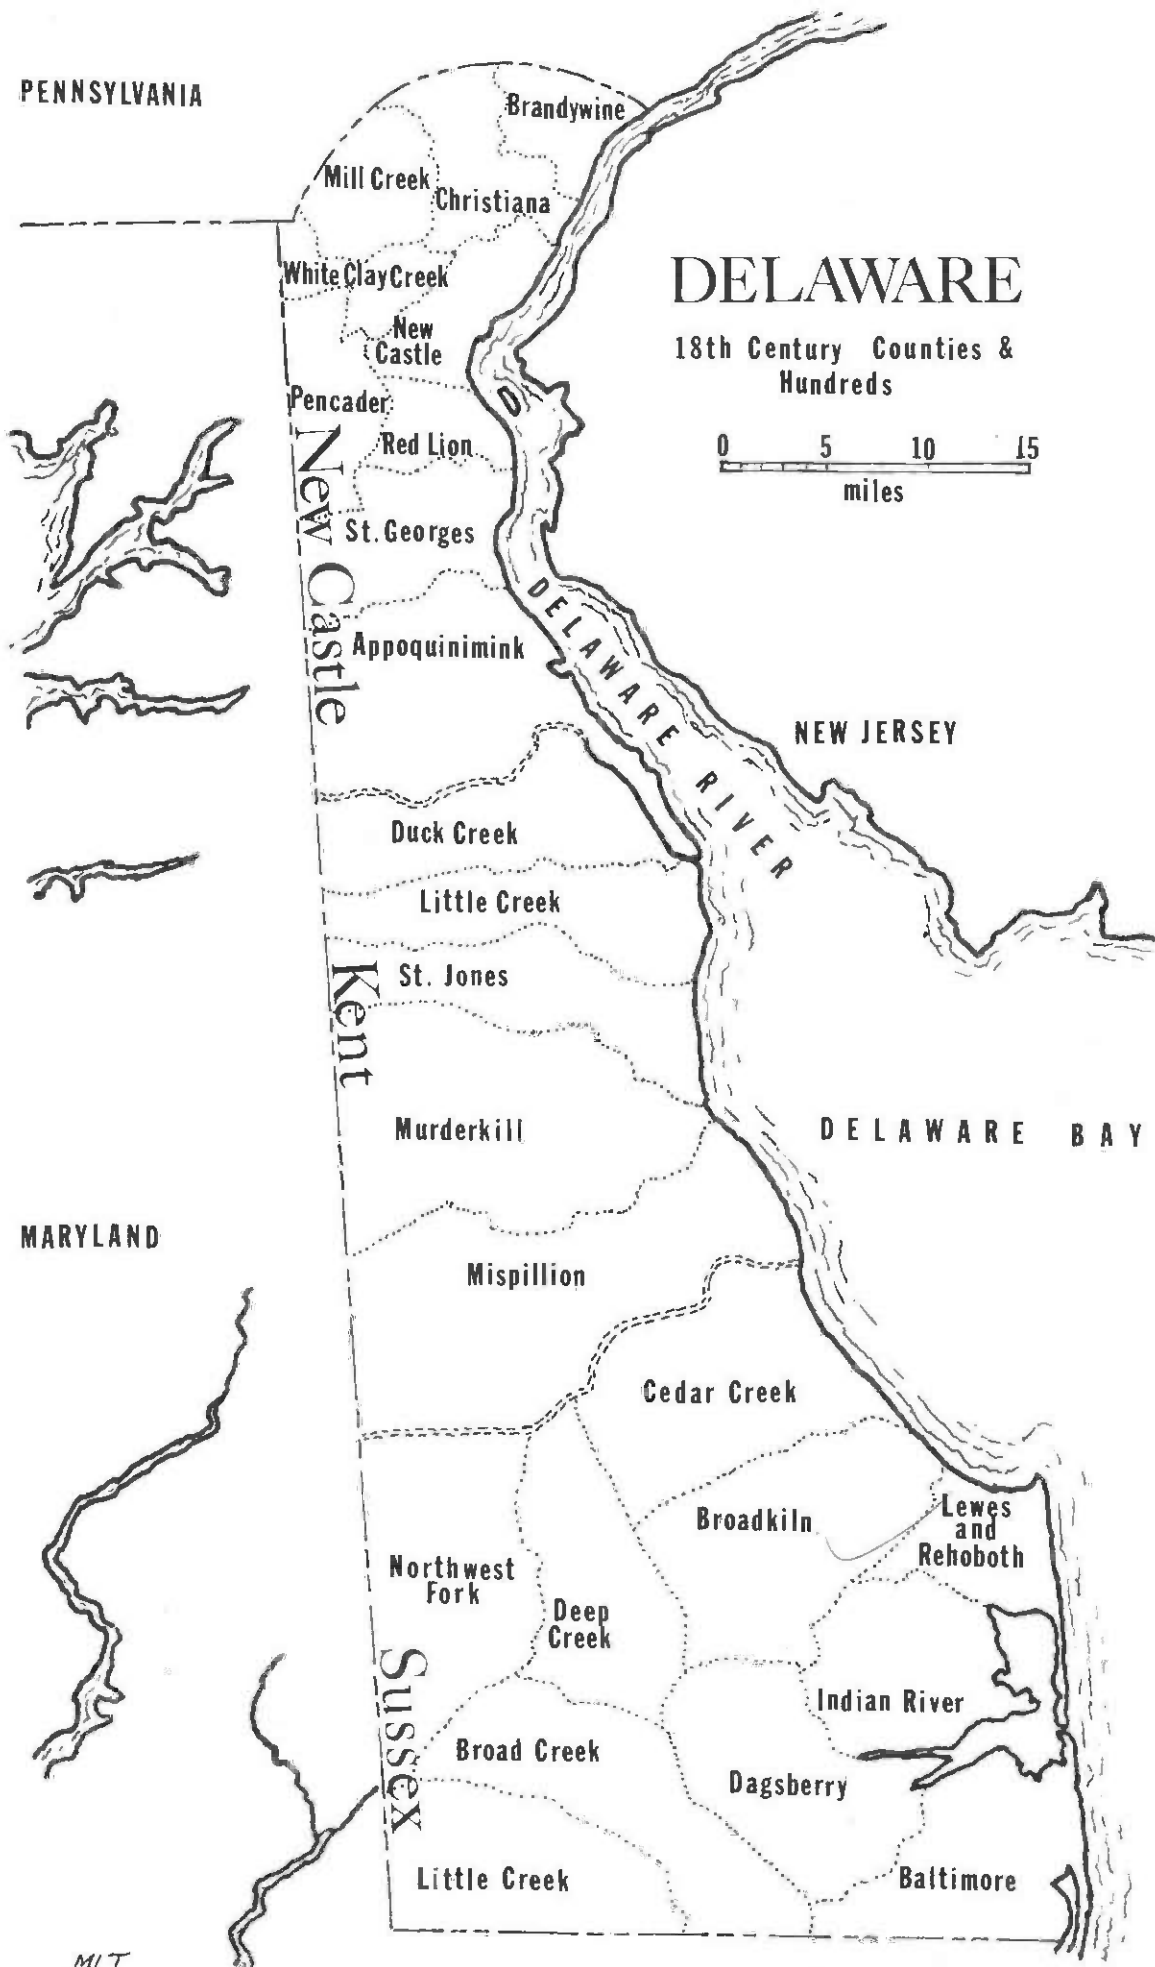 PENNSYLVANIA
Brandywine
Mill Creek
Christiana
White Clay Creek
New
Castle
Pencader
Red Lion
St. Georges
New Castle
Appoquinimink
DELAWARE
18th Century Counties &
Hundreds
0 5 10 15
miles
DELAWARE RIVER
NEW JERSEY
Duck Creek
Little Creek
St. Jones
Kent
Murderkill
DELAWARE BAY
MARYLAND
Mispillion
Cedar Creek
Broadkiln
Lewes
and
Rehoboth
Northwest
Fork
Deep
Creek
Sussex
Indian River
Broad Creek
Dagsberry
Little Creek
Baltimore
MLT